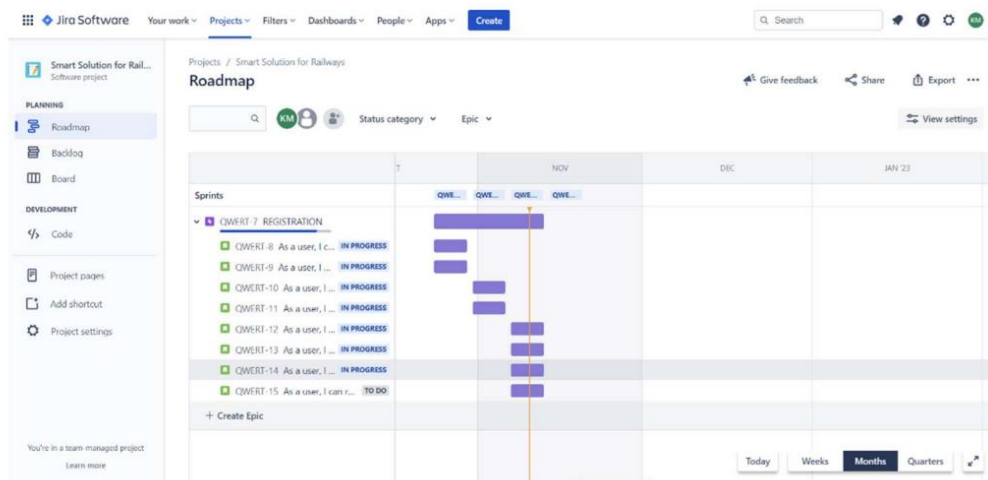 Jira Software Your work Projects Filters Dashboards People Apps Create Search KM
Smart Solution for Rail...
Software project
PLANNING
Roadmap
Backlog
Board
DEVELOPMENT
Code
Project pages
Add shortcut
Project settings
You're in a team-managed project
Learn more
Projects / Smart Solution for Railways
Roadmap
Give feedback Share Export
KM Status category Epic View settings
T NOV DEC JAN '23
Sprints QWE... QWE... QWE... QWE...
QWERT-7 REGISTRATION
QWERT-8 As a user, I c... IN PROGRESS
QWERT-9 As a user, I ... IN PROGRESS
QWERT-10 As a user, I ... IN PROGRESS
QWERT-11 As a user, I ... IN PROGRESS
QWERT-12 As a user, I ... IN PROGRESS
QWERT-13 As a user, I ... IN PROGRESS
QWERT-14 As a user, I ... IN PROGRESS
QWERT-15 As a user, I can r... TO DO
+ Create Epic
Today Weeks Months Quarters